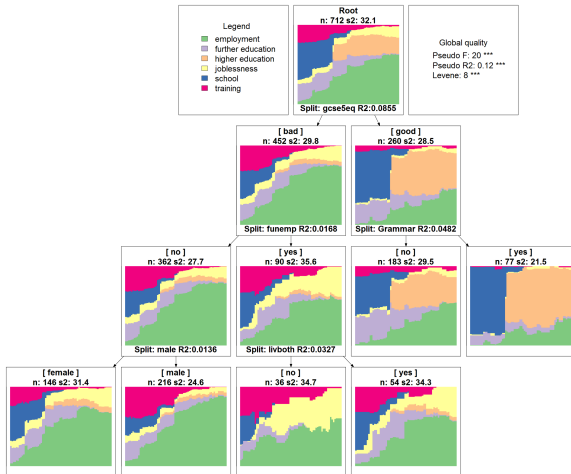 Legend
employment
further education
higher education
joblessness
school
training
Root
n: 712 s2: 32.1
Split: gcse5eq R2:0.0855
Global quality
Pseudo F: 20 ***
Pseudo R2: 0.12 ***
Levene: 8 ***
[ bad ]
n: 452 s2: 29.8
Split: funemp R2:0.0168
[ good ]
n: 260 s2: 28.5
Split: Grammar R2:0.0482
[ no ]
n: 362 s2: 27.7
Split: male R2:0.0136
[ yes ]
n: 90 s2: 35.6
Split: livboth R2:0.0327
[ no ]
n: 183 s2: 29.5
[ yes ]
n: 77 s2: 21.5
[ female ]
n: 146 s2: 31.4
[ male ]
n: 216 s2: 24.6
[ no ]
n: 36 s2: 34.7
[ yes ]
n: 54 s2: 34.3